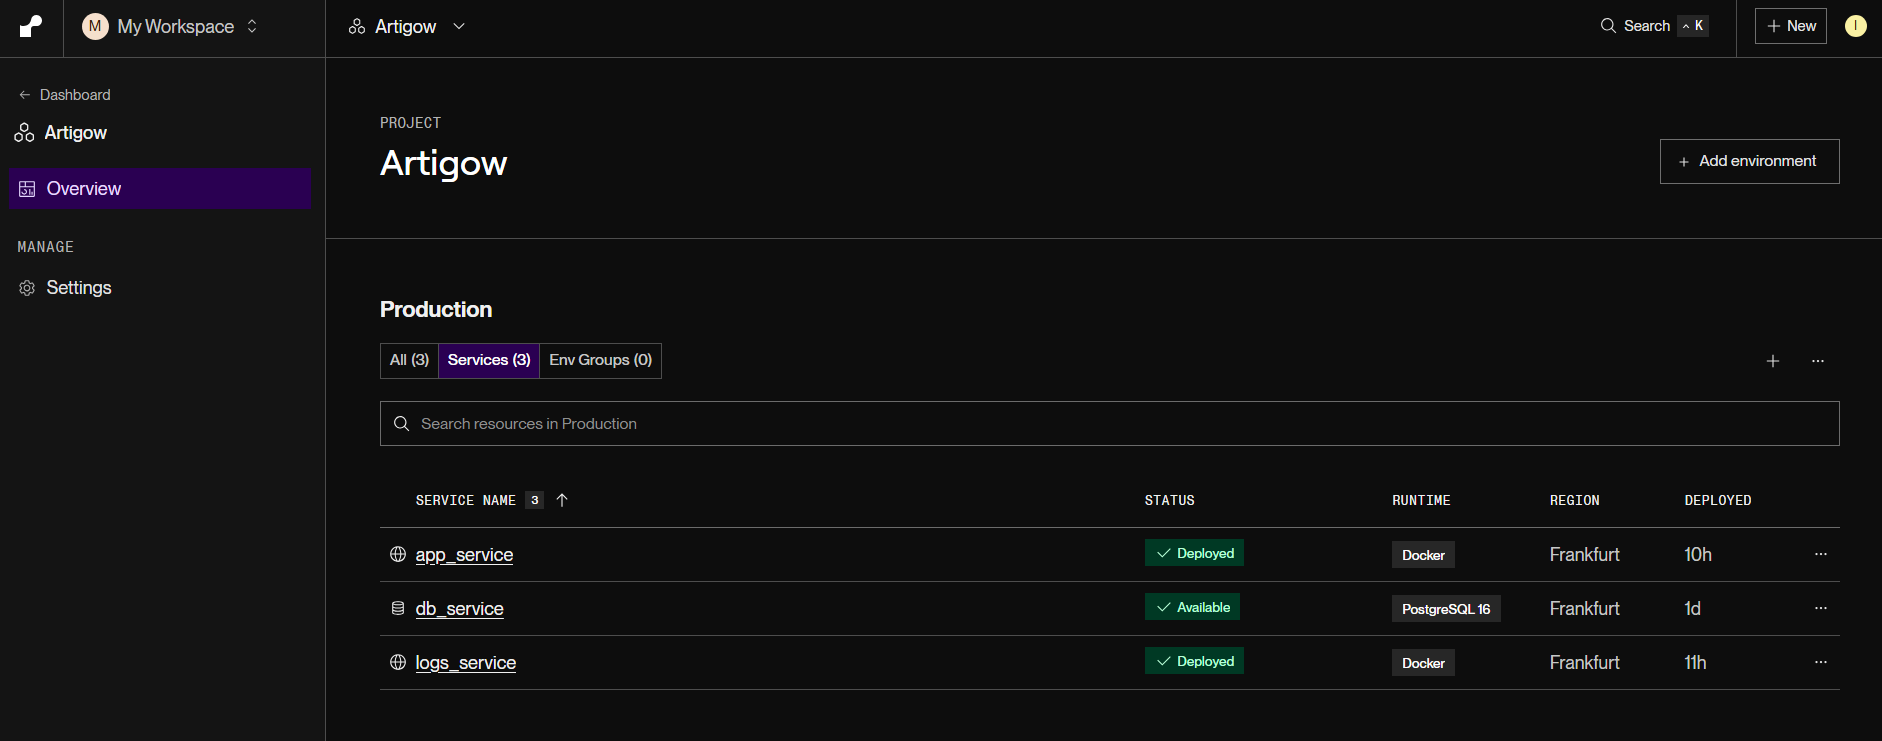 M My Workspace
Artigow
Search ^ K
+ New
I
← Dashboard
Artigow
Overview
MANAGE
Settings
PROJECT
Artigow
+ Add environment
Production
All (3) Services (3) Env Groups (0)
Search resources in Production
SERVICE NAME 3 ↑ STATUS RUNTIME REGION DEPLOYED
app_service Deployed Docker Frankfurt 10h
db_service Available PostgreSQL 16 Frankfurt 1d
logs_service Deployed Docker Frankfurt 11h